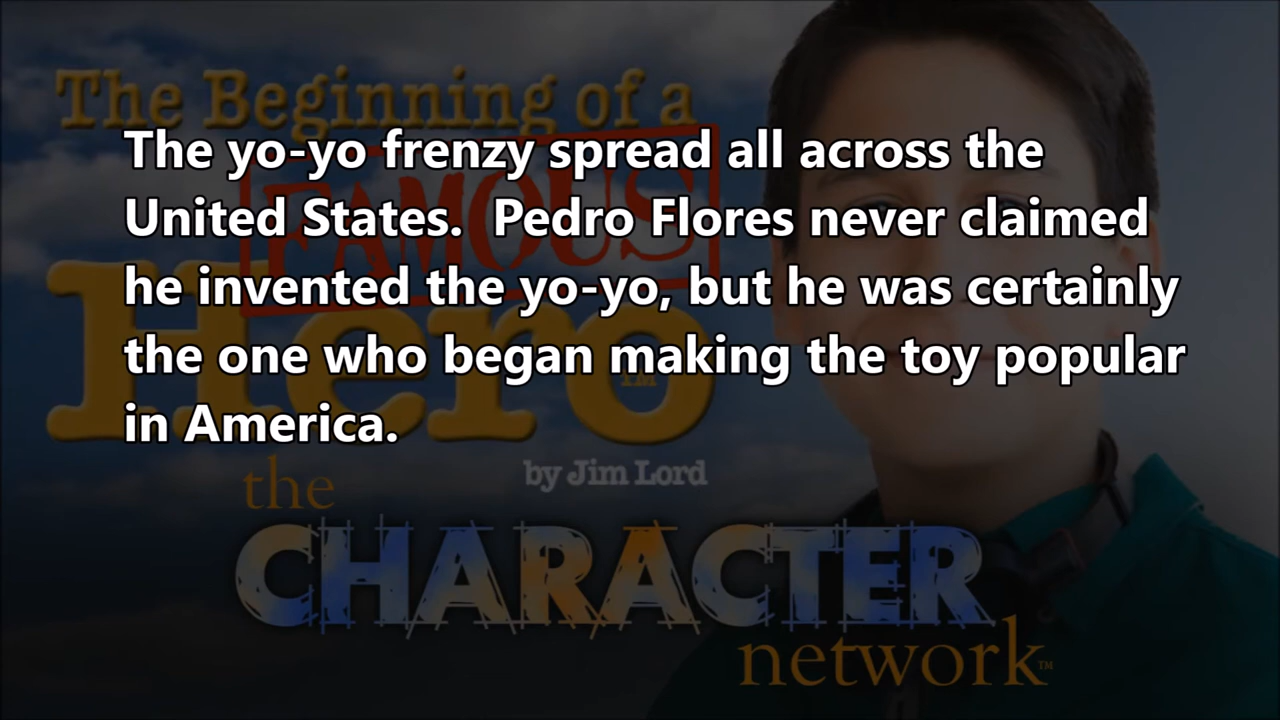 The Beginning of a
FAMOUS
Hero™
by Jim Lord
The yo-yo frenzy spread all across the
United States.  Pedro Flores never claimed
he invented the yo-yo, but he was certainly
the one who began making the toy popular
in America.
the
CHARACTER
network™